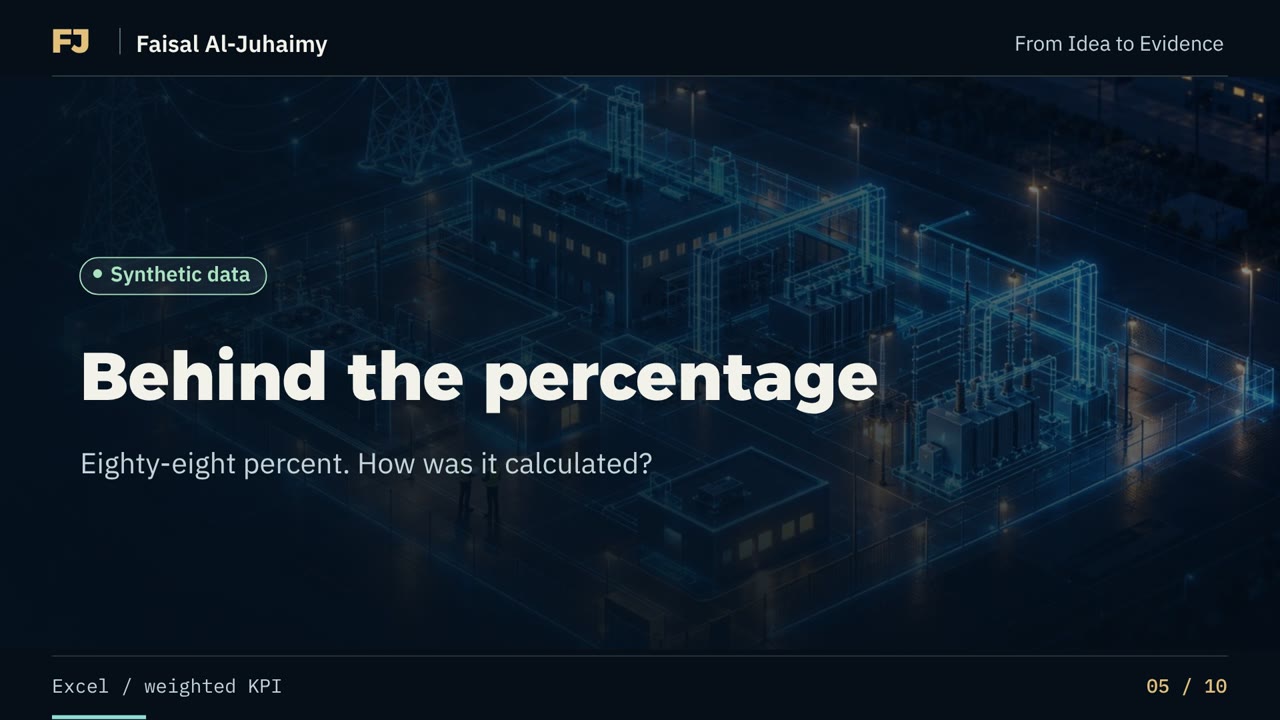 FJ
Faisal Al-Juhaimy
From Idea to Evidence
Synthetic data
Behind the percentage
Eighty-eight percent. How was it calculated?
Excel / weighted KPI
05 / 10